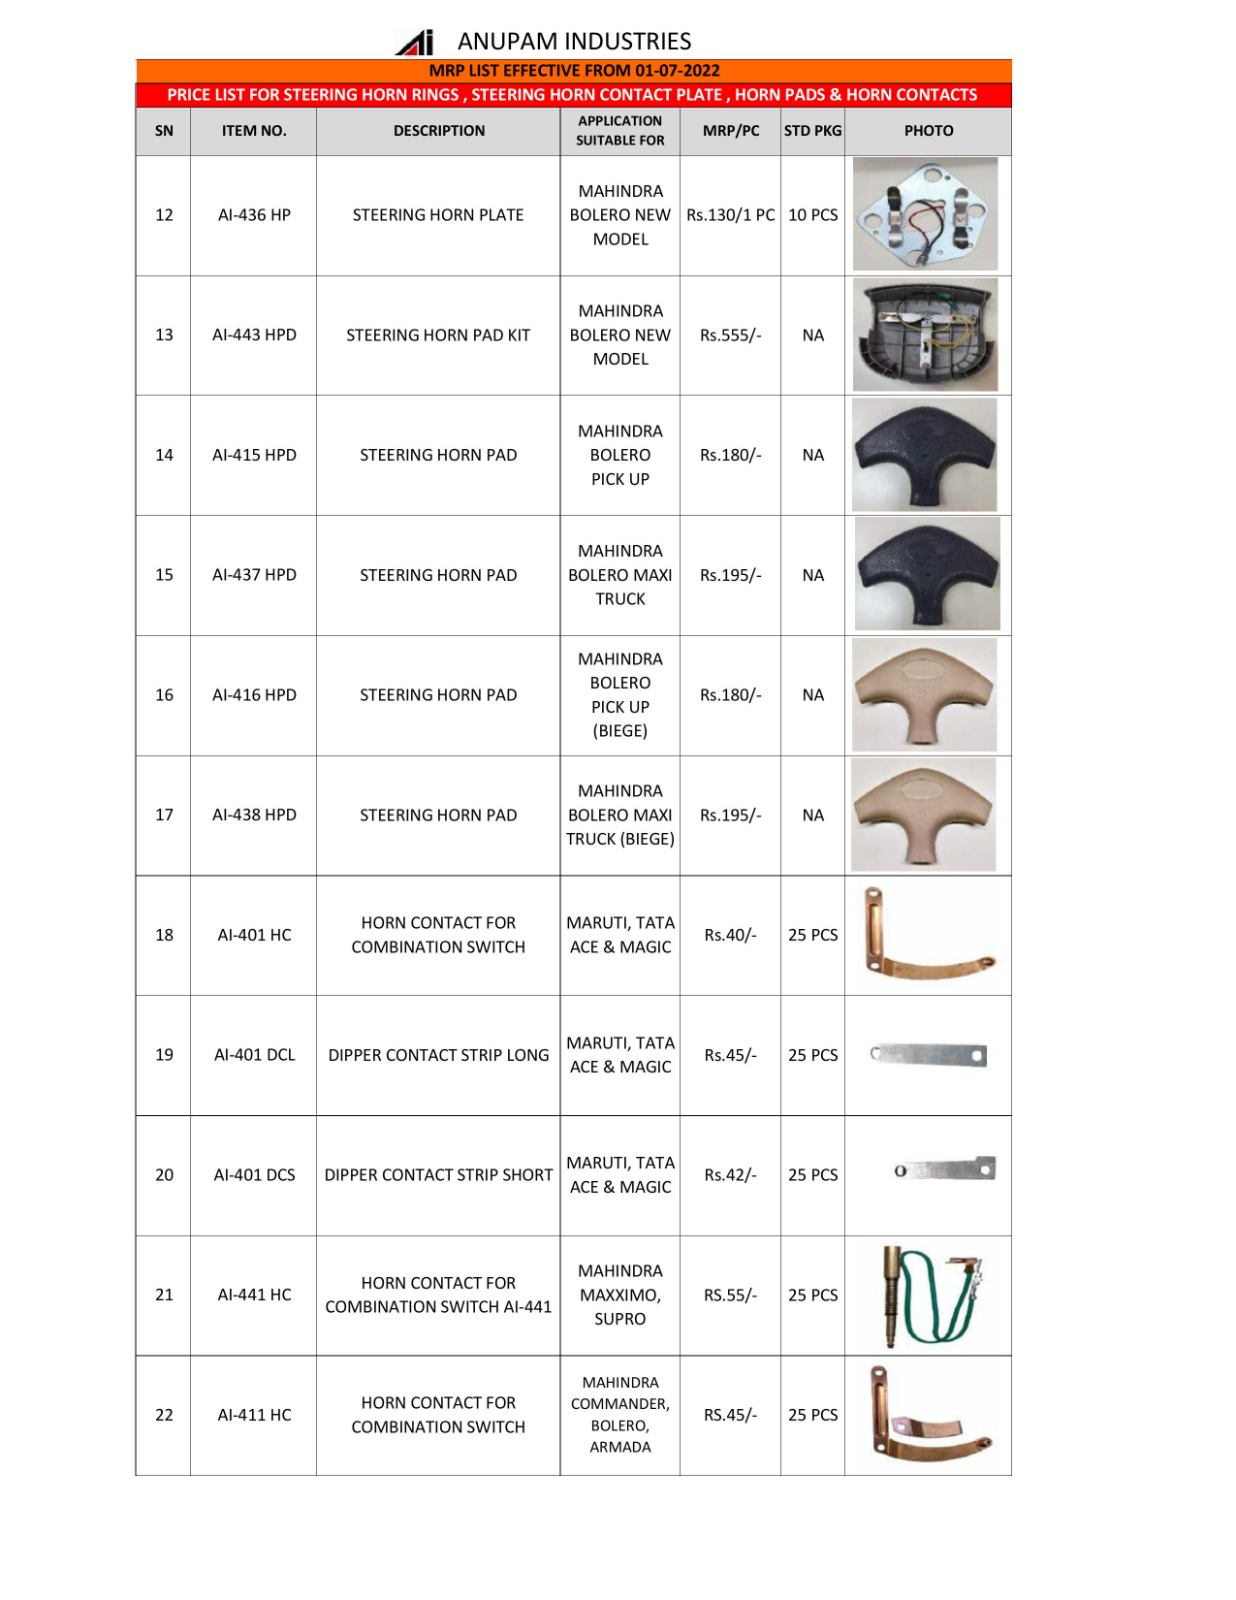 Ai ANUPAM INDUSTRIES
MRP LIST EFFECTIVE FROM 01-07-2022
PRICE LIST FOR STEERING HORN RINGS , STEERING HORN CONTACT PLATE , HORN PADS & HORN CONTACTS
SN ITEM NO. DESCRIPTION APPLICATION SUITABLE FOR MRP/PC STD PKG PHOTO
12 AI-436 HP STEERING HORN PLATE MAHINDRA BOLERO NEW MODEL Rs.130/1 PC 10 PCS
13 AI-443 HPD STEERING HORN PAD KIT MAHINDRA BOLERO NEW MODEL Rs.555/- NA
14 AI-415 HPD STEERING HORN PAD MAHINDRA BOLERO PICK UP Rs.180/- NA
15 AI-437 HPD STEERING HORN PAD MAHINDRA BOLERO MAXI TRUCK Rs.195/- NA
16 AI-416 HPD STEERING HORN PAD MAHINDRA BOLERO PICK UP (BIEGE) Rs.180/- NA
17 AI-438 HPD STEERING HORN PAD MAHINDRA BOLERO MAXI TRUCK (BIEGE) Rs.195/- NA
18 AI-401 HC HORN CONTACT FOR COMBINATION SWITCH MARUTI, TATA ACE & MAGIC Rs.40/- 25 PCS
19 AI-401 DCL DIPPER CONTACT STRIP LONG MARUTI, TATA ACE & MAGIC Rs.45/- 25 PCS
20 AI-401 DCS DIPPER CONTACT STRIP SHORT MARUTI, TATA ACE & MAGIC Rs.42/- 25 PCS
21 AI-441 HC HORN CONTACT FOR COMBINATION SWITCH AI-441 MAHINDRA MAXXIMO, SUPRO RS.55/- 25 PCS
22 AI-411 HC HORN CONTACT FOR COMBINATION SWITCH MAHINDRA COMMANDER, BOLERO, ARMADA RS.45/- 25 PCS